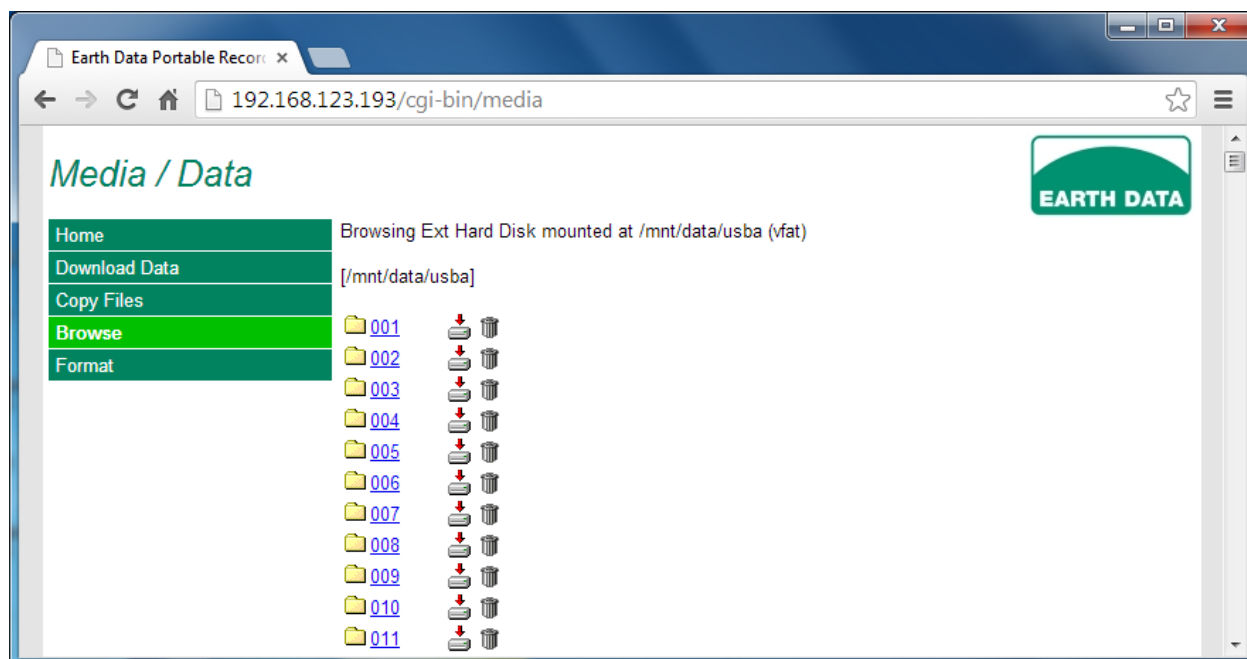 Earth Data Portable Recor
192.168.123.193/cgi-bin/media
Media / Data
EARTH DATA
Home
Download Data
Copy Files
Browse
Format
Browsing Ext Hard Disk mounted at /mnt/data/usba (vfat)
[/mnt/data/usba]
001
002
003
004
005
006
007
008
009
010
011